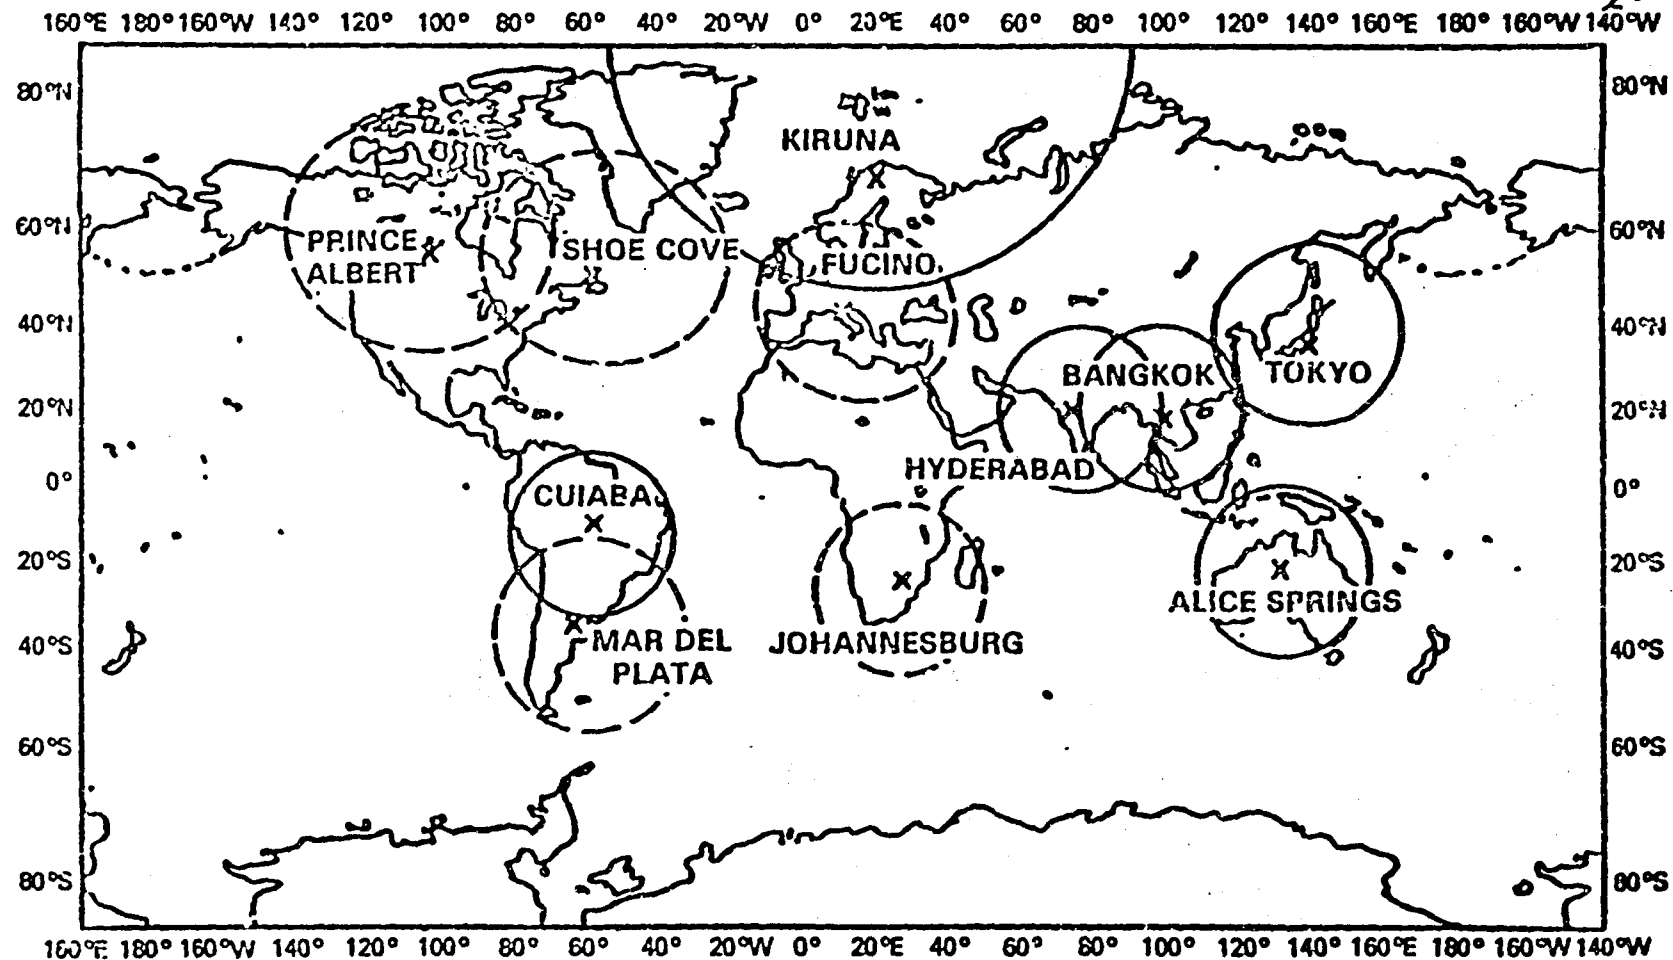 160°E 180° 160°W 140° 120° 100° 80° 60° 40° 20°W 0° 20°E 40° 60° 80° 100° 120° 140° 160°E 180° 160°W 140°W
80°N 80°N
KIRUNA
60°N 60°N
PRINCE ALBERT
SHOE COVE
FUCINO
40°N 40°N
BANGKOK
TOKYO
20°N 20°N
HYDERABAD
0° 0°
CUIABA
20°S 20°S
ALICE SPRINGS
40°S 40°S
MAR DEL
PLATA
JOHANNESBURG
60°S 60°S
80°S 80°S
160°E 180° 160°W 140° 120° 100° 80° 60° 40° 20°W 0° 20°E 40° 60° 80° 100° 120° 140° 160°E 180° 160°W 140°W